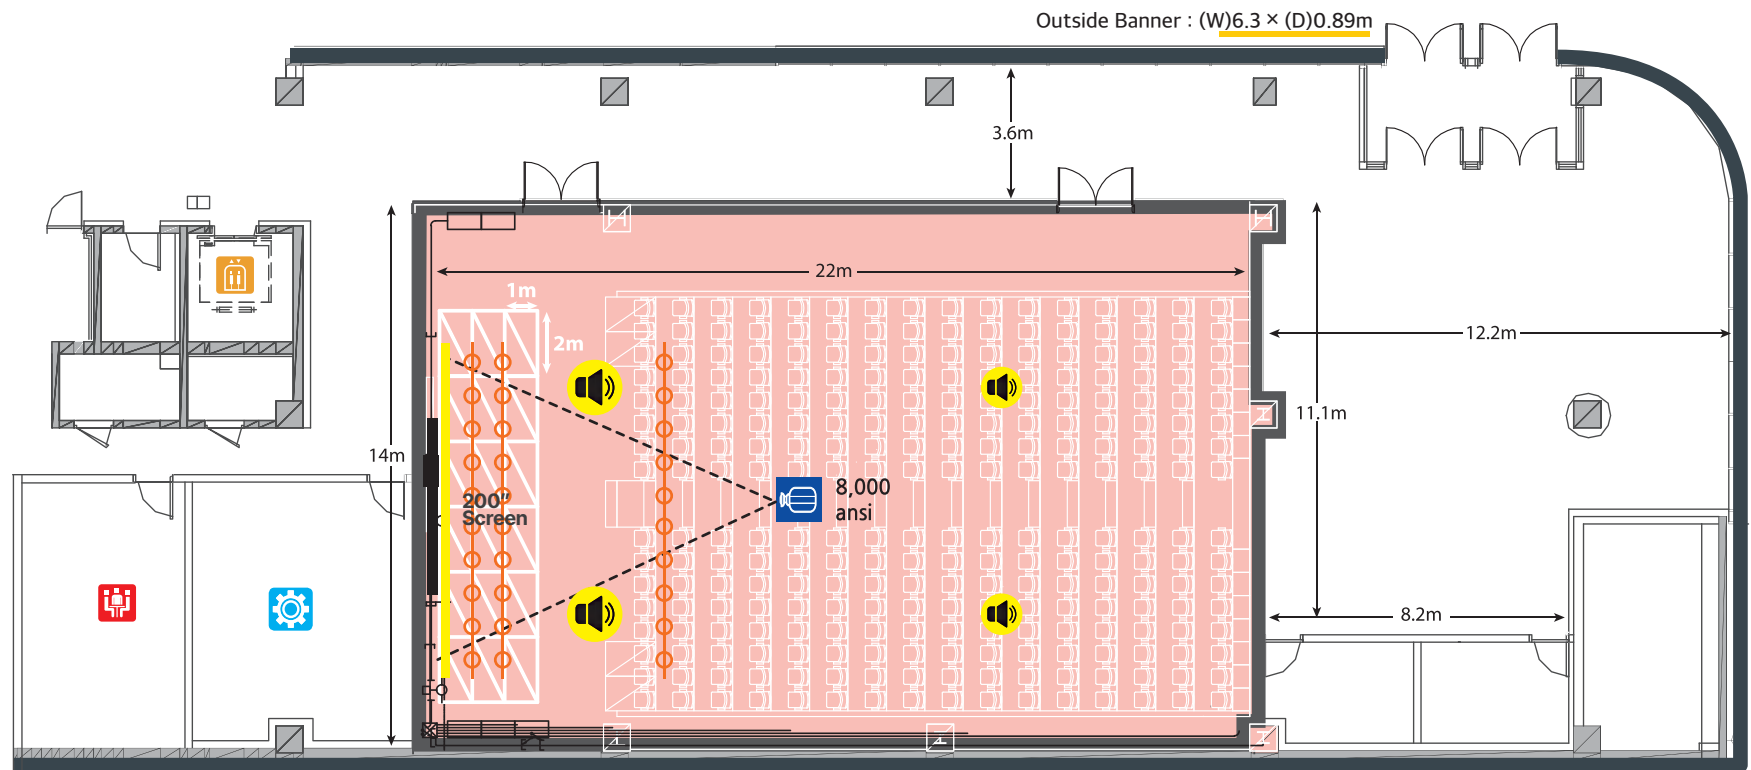 Outside Banner : (W)6.3 × (D)0.89m
3.6m
22m
1m
2m
12.2m
11.1m
14m
200"
Screen
8,000
ansi
8.2m